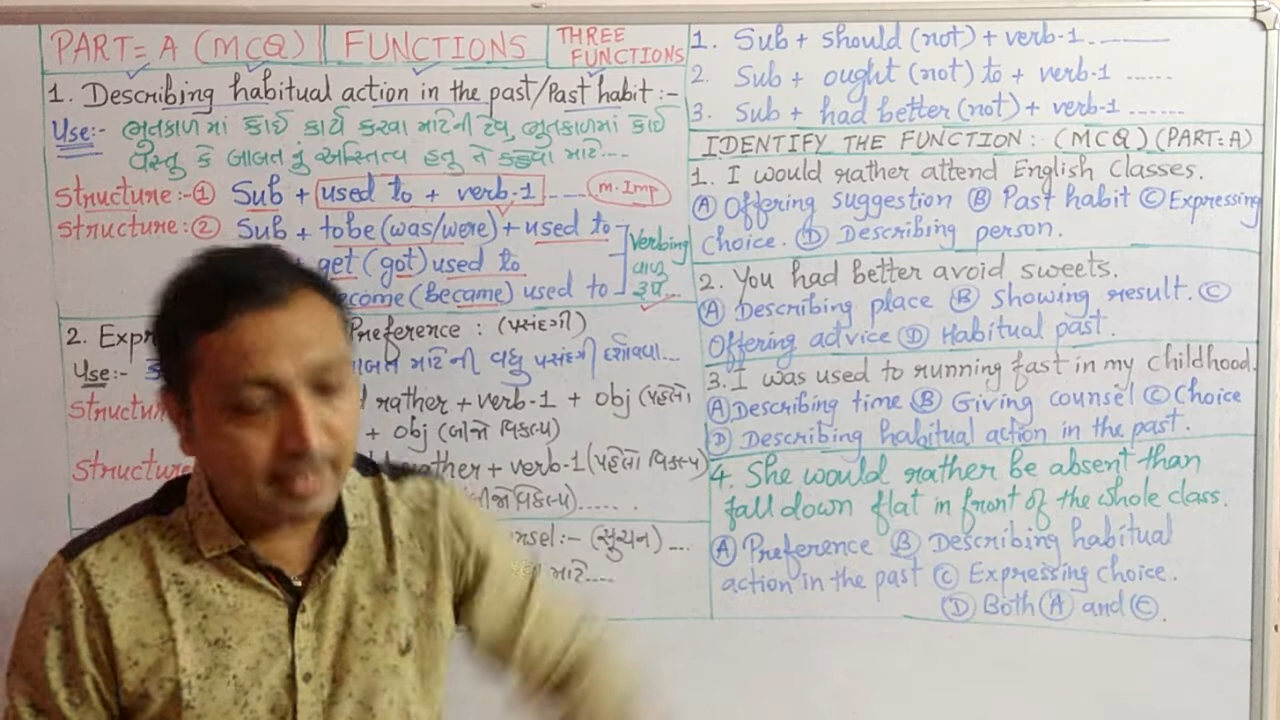 PART = A (MCQ) || FUNCTIONS THREE FUNCTIONS
1. Describing habitual action in the past/Past habit :-
Use:- ભુતકાળમાં કોઈ કાર્ય કરવા માટેની ટેવ, ભુતકાળમાં કોઈ
વસ્તુ કે બાબત નું અસ્તિત્વ હતુ તે કહેવા માટે....
Structure :- ① Sub + used to + verb-1 ...... M. Imp
Structure : ② Sub + tobe (was/were) + used to
get (got) used to
ecome (Became) used to
Verbing
વાળુ
રૂપ...
2. Exp Preference : (પસંદગી)
Use:- માટેની વધુ પસંદગી દર્શાવવા...
Structu rather + verb-1 + obj (પહેલો
+ obj (બીજો વિકલ્પ)
Structure rather + verb-1 (પહેલો વિકલ્પ)
વિકલ્પ).......
nsel:- (સૂચન) ...
માટે....
1. Sub + should (not) + verb-1.........
2. Sub + ought (not) to + verb-1 ......
3. Sub + had better (not) + verb-1 .......
IDENTIFY THE FUNCTION : (MCQ) (PART:A)
1. I would rather attend English Classes.
Ⓐ Offering suggestion Ⓑ Past habit Ⓒ Expressing
choice. Ⓓ Describing person.
2. You had better avoid sweets.
Ⓐ Describing place Ⓑ Showing result. Ⓒ
Offering advice Ⓓ Habitual past.
3. I was used to running fast in my childhood.
Ⓐ Describing time Ⓑ Giving counsel Ⓒ Choice
Ⓓ Describing habitual action in the past.
4. She would rather be absent than
fall down flat in front of the whole class.
Ⓐ Preference Ⓑ Describing habitual
action in the past Ⓒ Expressing choice.
Ⓓ Both Ⓐ and Ⓒ.